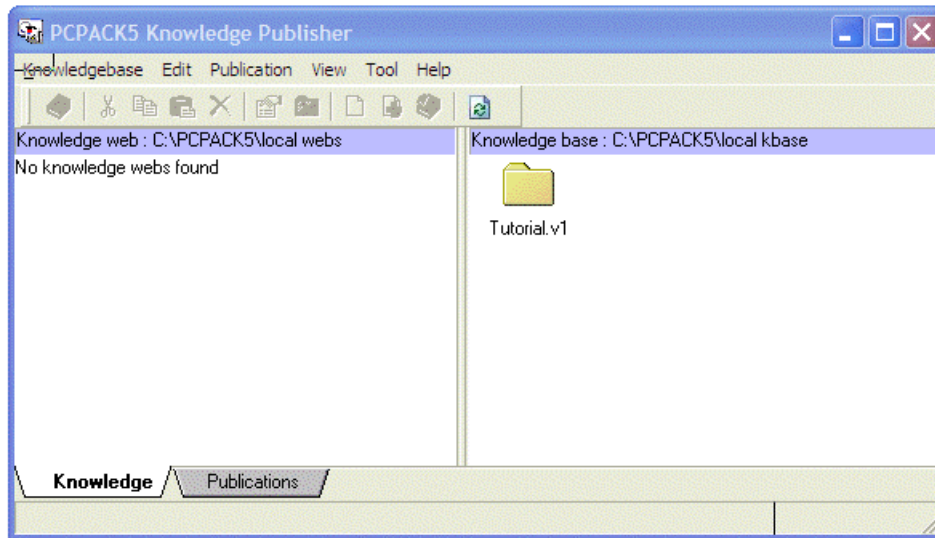 PCPACK5 Knowledge Publisher
Knowledgebase Edit Publication View Tool Help
Knowledge web : C:\PCPACK5\local webs
No knowledge webs found
Knowledge base : C:\PCPACK5\local kbase
Tutorial.v1
Knowledge Publications